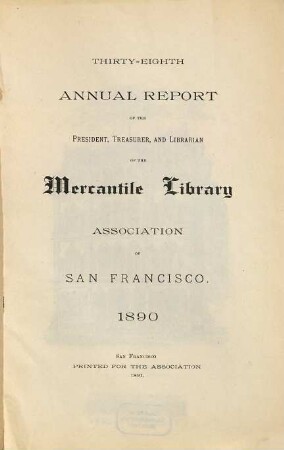 THIRTY-EIGHTH
ANNUAL REPORT
OF THE
PRESIDENT, TREASURER, AND LIBRARIAN
OF THE
Mercantile Library
ASSOCIATION
OF
SAN FRANCISCO.
1890
SAN FRANCISCO
PRINTED FOR THE ASSOCIATION